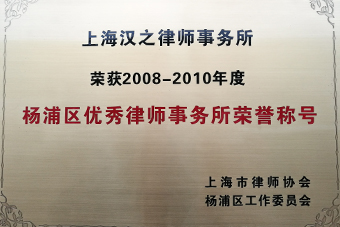 上海汉之律师事务所
荣获2008-2010年度
杨浦区优秀律师事务所荣誉称号
上海市律师协会
杨浦区工作委员会